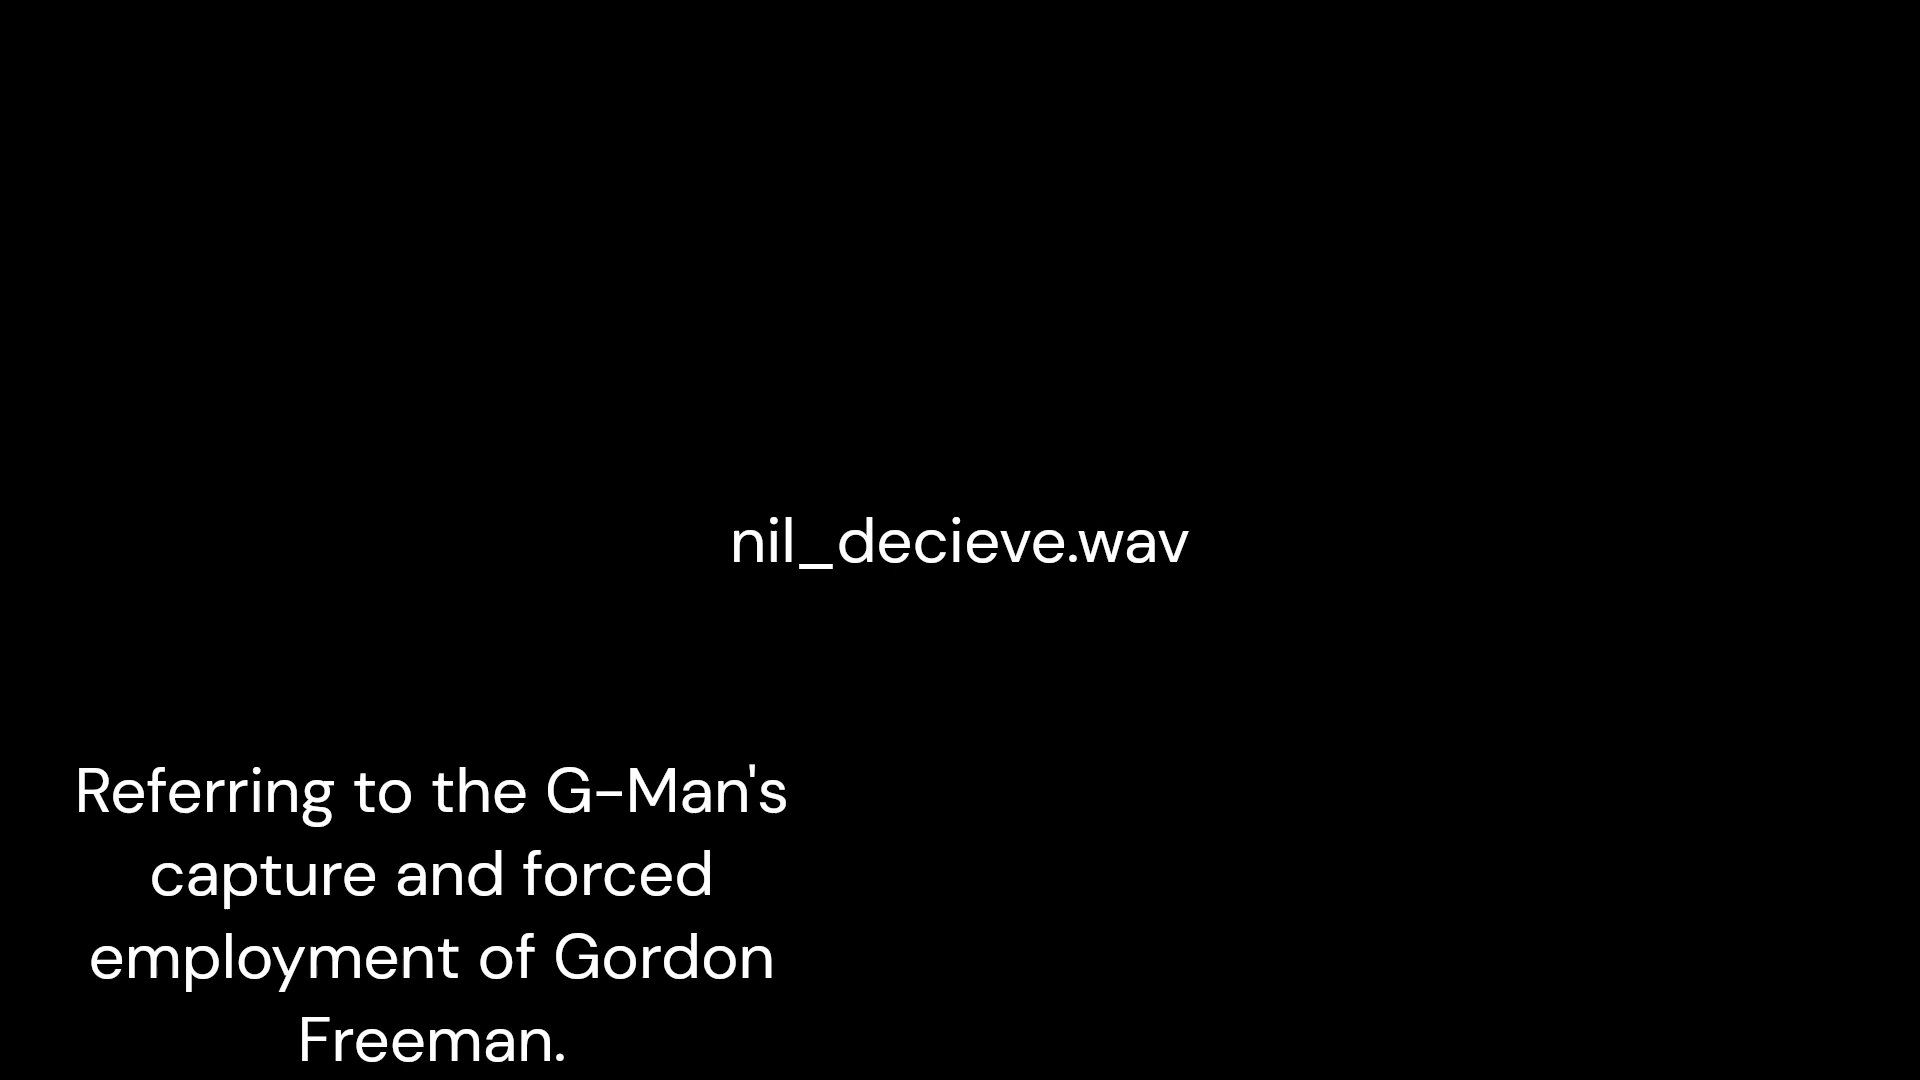 nil_decieve.wav
Referring to the G-Man's
capture and forced
employment of Gordon
Freeman.